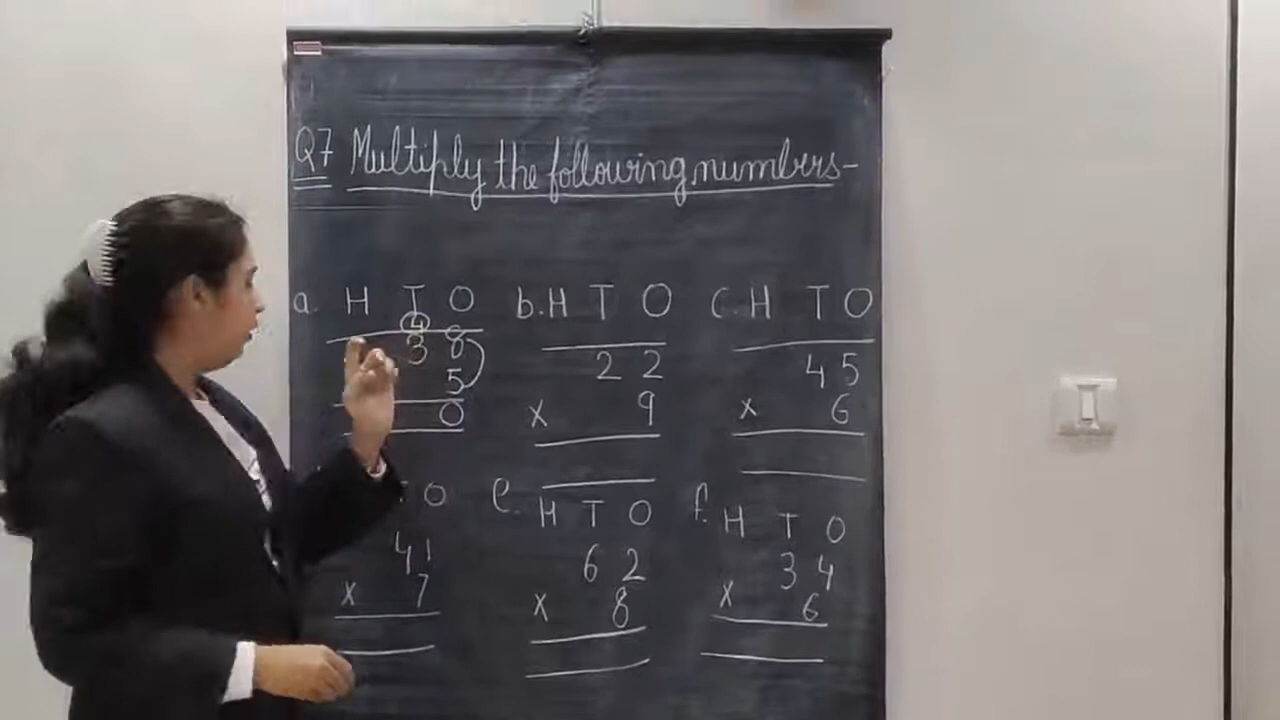 Q7 Multiply the following numbers-
a. H T O b. H T O c. H T O
4
3 8 2 2 4 5
5 x 9 x 6
0
O e. H T O f. H T O
4 1 6 2 3 4
x 7 x 8 x 6